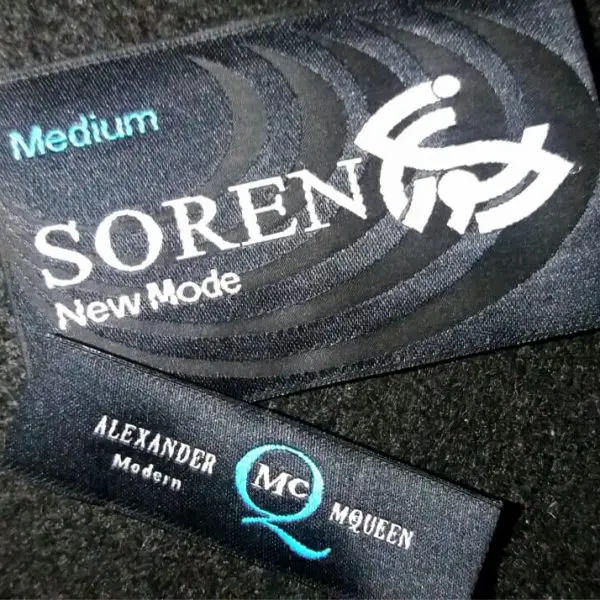 Medium
SOREN
New Mode
ALEXANDER
Modern
Mc
Q
MQUEEN